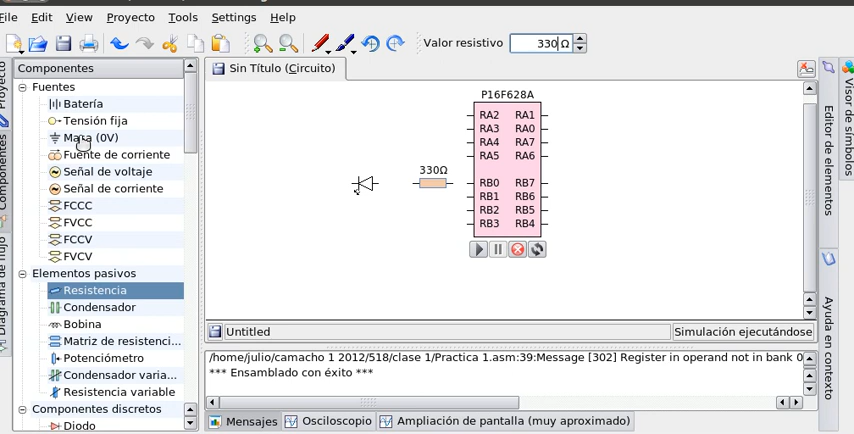 File Edit View Proyecto Tools Settings Help
Valor resistivo 330 Ω
Proyecto
Componentes
Diagrama de flujo
Componentes
Fuentes
Batería
Tensión fija
Masa (0V)
Fuente de corriente
Señal de voltaje
Señal de corriente
FCCC
FVCC
FCCV
FVCV
Elementos pasivos
Resistencia
Condensador
Bobina
Matriz de resistenci...
Potenciómetro
Condensador varia...
Resistencia variable
Componentes discretos
Diodo
Sin Título (Circuito)
P16F628A
RA2 RA1
RA3 RA0
RA4 RA7
RA5 RA6
330Ω
RB0 RB7
RB1 RB6
RB2 RB5
RB3 RB4
Untitled
Simulación ejecutándose
/home/julio/camacho 1 2012/518/clase 1/Practica 1.asm:39:Message [302] Register in operand not in bank 0
*** Ensamblado con éxito ***
Mensajes Osciloscopio Ampliación de pantalla (muy aproximado)
Editor de elementos
Ayuda en contexto
Visor de símbolos